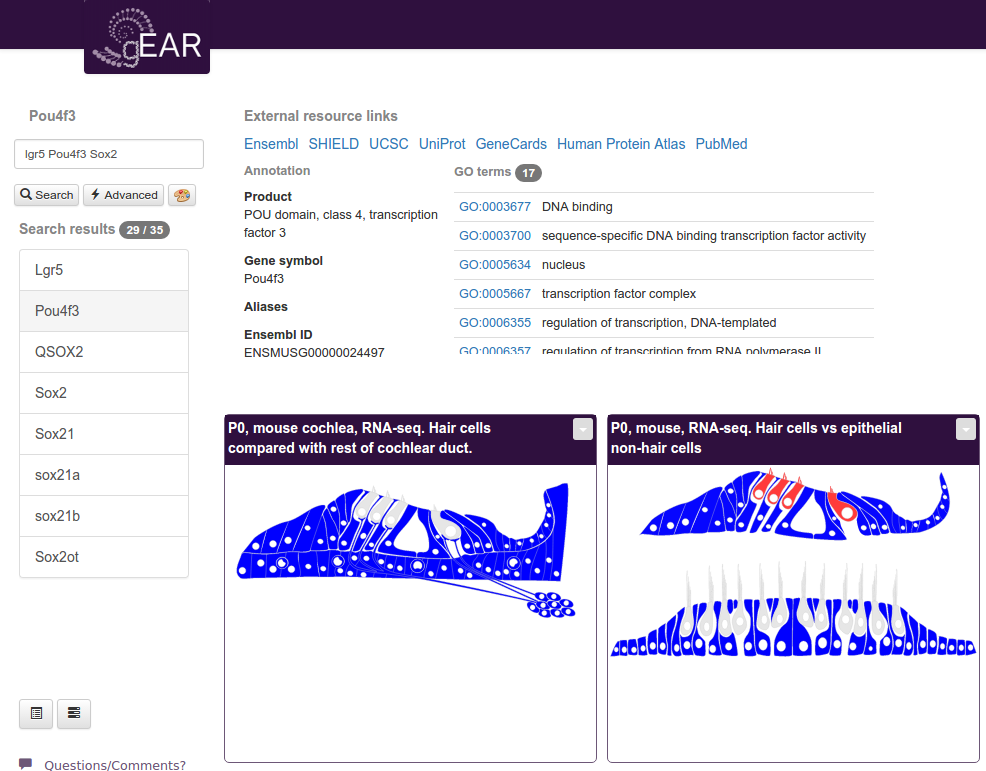 gEAR
Pou4f3
lgr5 Pou4f3 Sox2
Search
Advanced
Search results 29 / 35
Lgr5
Pou4f3
QSOX2
Sox2
Sox21
sox21a
sox21b
Sox2ot
Questions/Comments?
External resource links
Ensembl SHIELD UCSC UniProt GeneCards Human Protein Atlas PubMed
Annotation
Product
POU domain, class 4, transcription
factor 3
Gene symbol
Pou4f3
Aliases
Ensembl ID
ENSMUSG00000024497
GO terms 17
GO:0003677 DNA binding
GO:0003700 sequence-specific DNA binding transcription factor activity
GO:0005634 nucleus
GO:0005667 transcription factor complex
GO:0006355 regulation of transcription, DNA-templated
GO:0006357 regulation of transcription from RNA polymerase II
P0, mouse cochlea, RNA-seq. Hair cells
compared with rest of cochlear duct.
P0, mouse, RNA-seq. Hair cells vs epithelial
non-hair cells